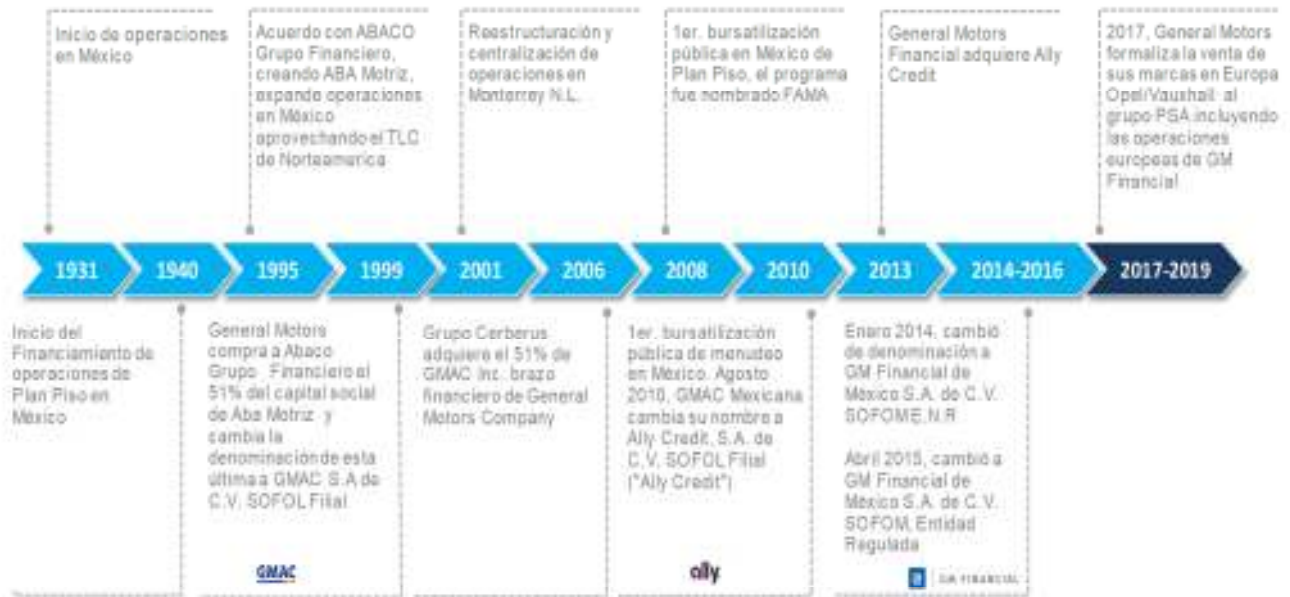 Inicio de operaciones
en México
Acuerdo con ABACO
Grupo Financiero,
creando ABA Motriz,
expande operaciones
en México
aprovechando el TLC
de Norteamerica
Reestructuración y
centralización de
operaciones en
Monterrey N.L.
1er. bursatilización
pública en México de
Plan Piso, el programa
fue nombrado FAMA
General Motors
Financial adquiere Ally
Credit
2017, General Motors
formaliza la venta de
sus marcas en Europa
Opel/Vauxhall al
grupo PSA incluyendo
las operaciones
europeas de GM
Financial
1931
1940
1995
1999
2001
2006
2008
2010
2013
2014-2016
2017-2019
Inicio del
Financiamiento de
operaciones de
Plan Piso en
México
General Motors
compra a Abaco
Grupo Financiero el
51% del capital social
de Aba Motriz y
cambia la
denominación de esta
última a GMAC S.A de
C.V. SOFOL Filial
GMAC
Grupo Cerberus
adquiere el 51% de
GMAC Inc. brazo
financiero de General
Motors Company
1er. bursatilización
pública de menudeo
en México. Agosto
2010, GMAC Mexicana
cambia su nombre a
Ally Credit, S.A. de
C.V. SOFOL Filial
("Ally Credit")
ally
Enero 2014, cambió
de denominación a
GM Financial de
México S.A. de C.V.
SOFOM E.N.R
Abril 2015, cambió a
GM Financial de
México S.A. de C.V.
SOFOM, Entidad
Regulada
GM FINANCIAL